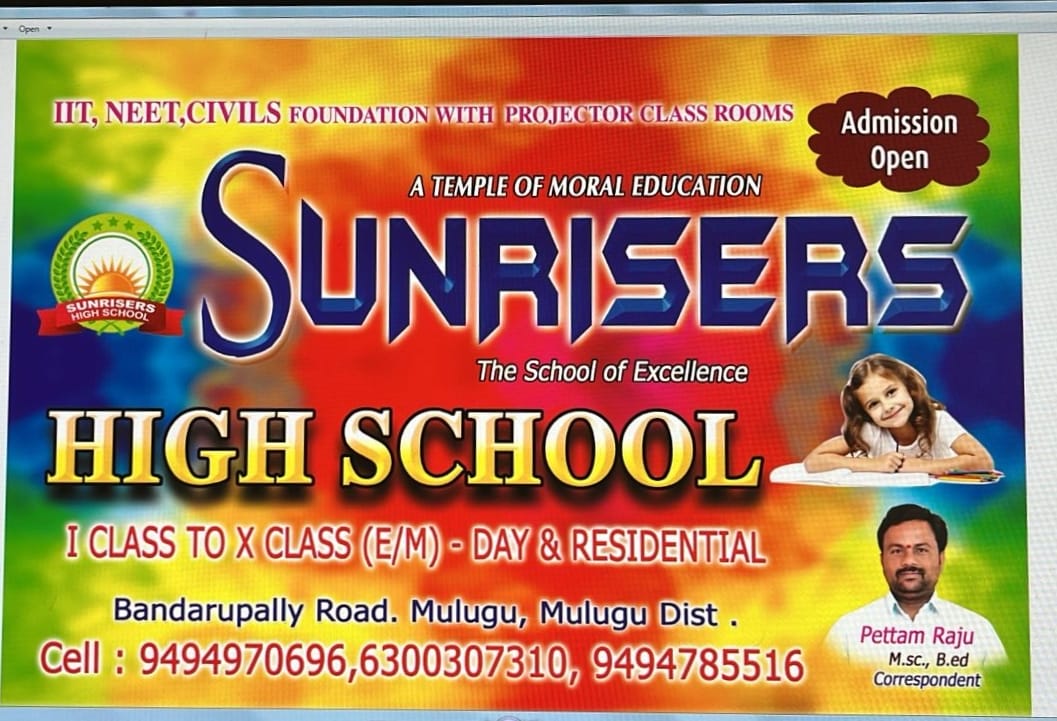 Open
IIT, NEET,CIVILS FOUNDATION WITH PROJECTOR CLASS ROOMS
Admission
Open
A TEMPLE OF MORAL EDUCATION
SUNRISERS
SUNRISERS
HIGH SCHOOL
The School of Excellence
HIGH SCHOOL
I CLASS TO X CLASS (E/M) - DAY & RESIDENTIAL
Bandarupally Road. Mulugu, Mulugu Dist .
Cell : 9494970696,6300307310, 9494785516
Pettam Raju
M.sc., B.ed
Correspondent